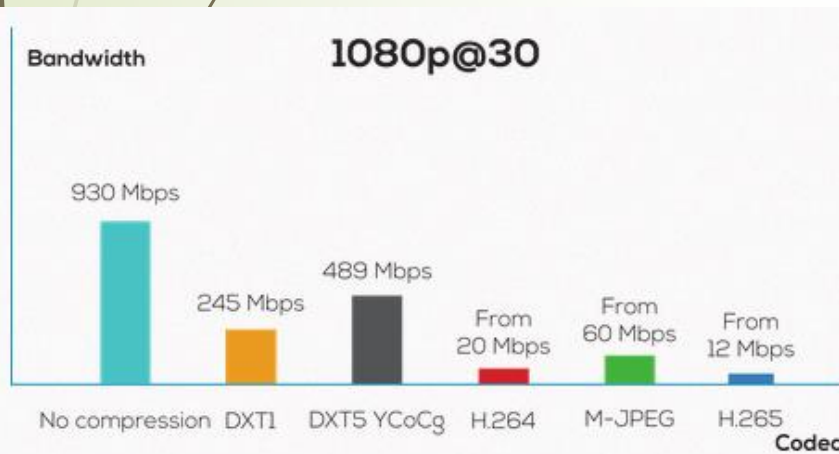 Bandwidth
1080p@30
930 Mbps
245 Mbps
489 Mbps
From
20 Mbps
From
60 Mbps
From
12 Mbps
No compression
DXT1
DXT5 YCoCg
H.264
M-JPEG
H.265
Codec